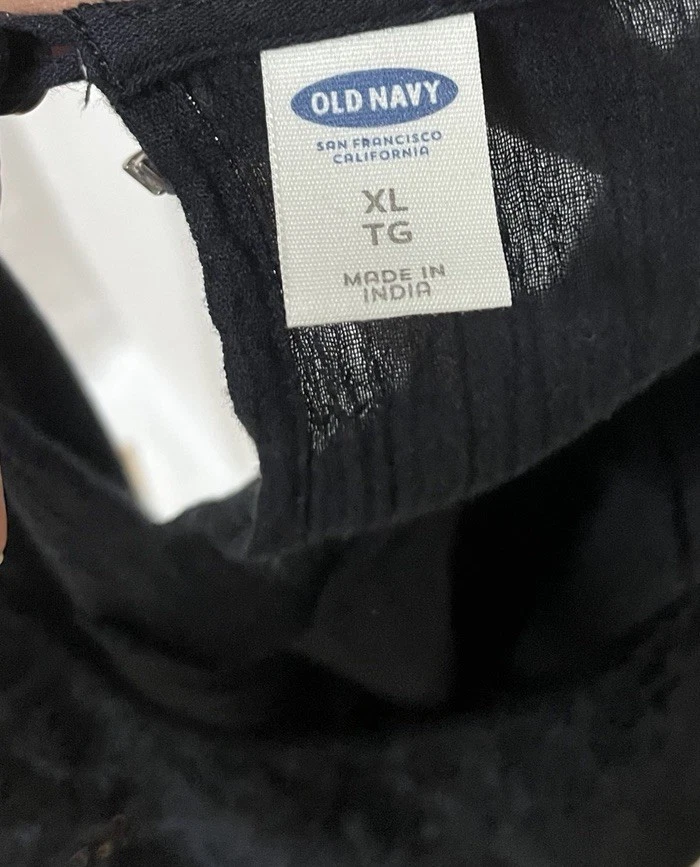 OLD NAVY
SAN FRANCISCO
CALIFORNIA
XL
TG
MADE IN
INDIA